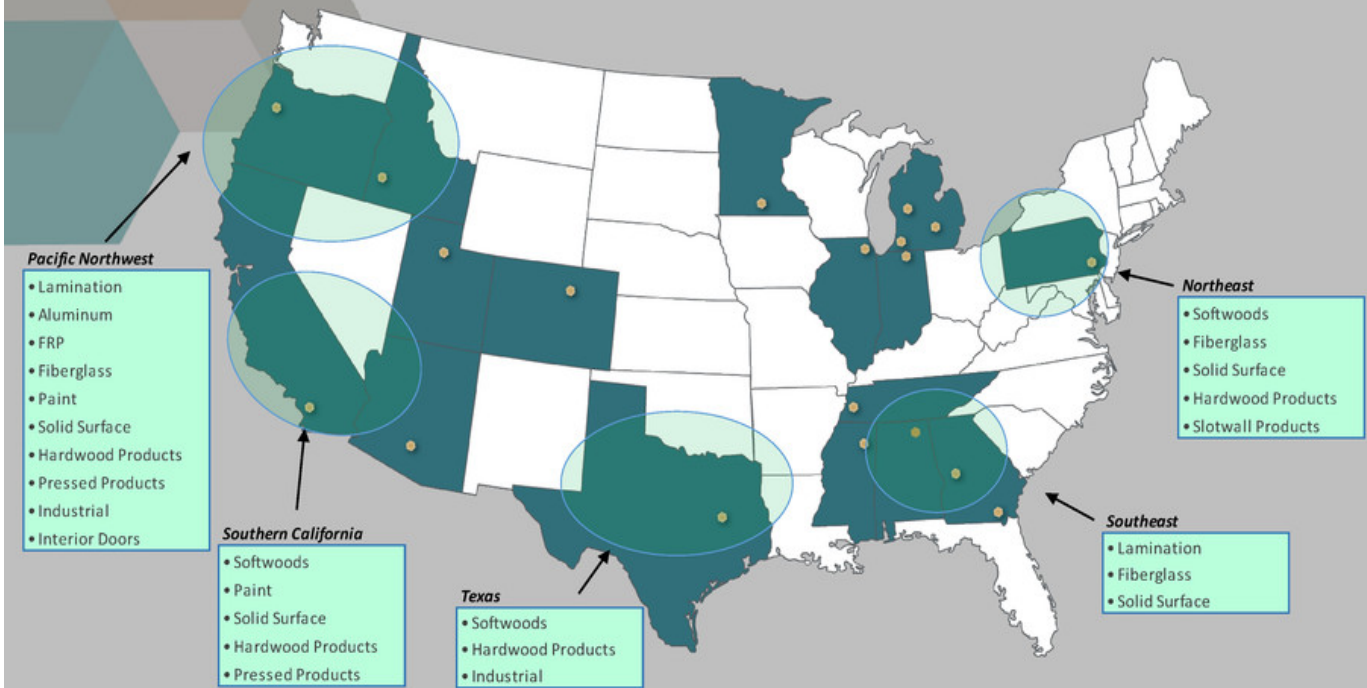 Pacific Northwest
• Lamination
• Aluminum
• FRP
• Fiberglass
• Paint
• Solid Surface
• Hardwood Products
• Pressed Products
• Industrial
• Interior Doors
Southern California
• Softwoods
• Paint
• Solid Surface
• Hardwood Products
• Pressed Products
Texas
• Softwoods
• Hardwood Products
• Industrial
Northeast
• Softwoods
• Fiberglass
• Solid Surface
• Hardwood Products
• Slotwall Products
Southeast
• Lamination
• Fiberglass
• Solid Surface